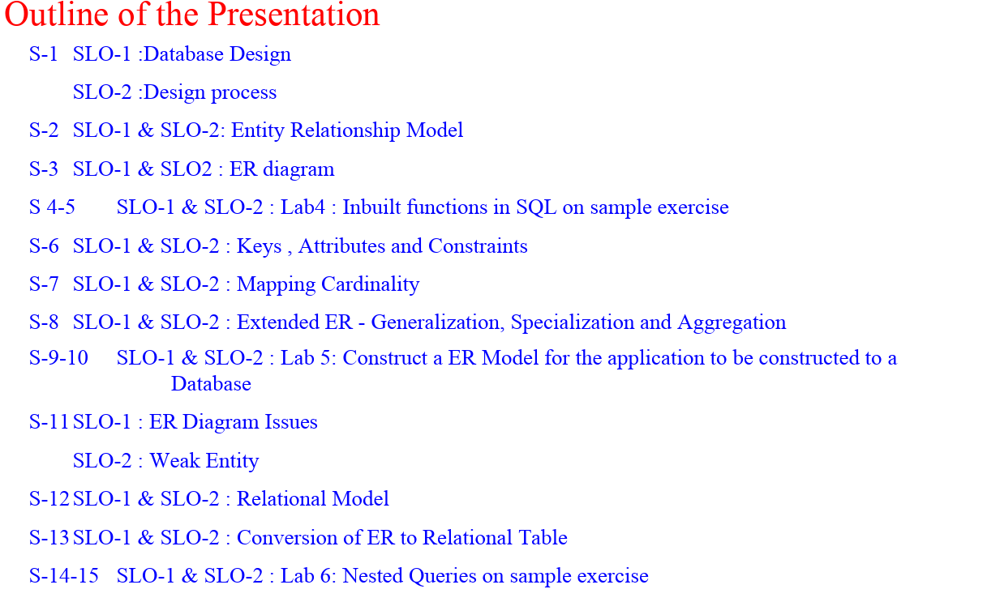 Outline of the Presentation
S-1 SLO-1 :Database Design
SLO-2 :Design process
S-2 SLO-1 & SLO-2: Entity Relationship Model
S-3 SLO-1 & SLO2 : ER diagram
S 4-5 SLO-1 & SLO-2 : Lab4 : Inbuilt functions in SQL on sample exercise
S-6 SLO-1 & SLO-2 : Keys , Attributes and Constraints
S-7 SLO-1 & SLO-2 : Mapping Cardinality
S-8 SLO-1 & SLO-2 : Extended ER - Generalization, Specialization and Aggregation
S-9-10 SLO-1 & SLO-2 : Lab 5: Construct a ER Model for the application to be constructed to a
Database
S-11 SLO-1 : ER Diagram Issues
SLO-2 : Weak Entity
S-12 SLO-1 & SLO-2 : Relational Model
S-13 SLO-1 & SLO-2 : Conversion of ER to Relational Table
S-14-15 SLO-1 & SLO-2 : Lab 6: Nested Queries on sample exercise